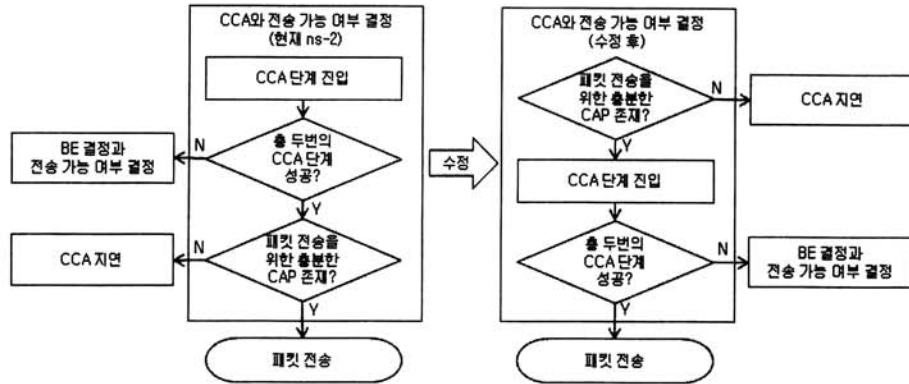 CCA와 전송 가능 여부 결정
(현재 ns-2)
CCA 단계 진입
총 두번의
CCA 단계
성공?
N
BE 결정과
전송 가능 여부 결정
Y
패킷 전송을
위한 충분한
CAP 존재?
N
CCA 지연
Y
패킷 전송
수정
CCA와 전송 가능 여부 결정
(수정 후)
패킷 전송을
위한 충분한
CAP 존재?
N
CCA 지연
Y
CCA 단계 진입
총 두번의
CCA 단계
성공?
N
BE 결정과
전송 가능 여부 결정
Y
패킷 전송